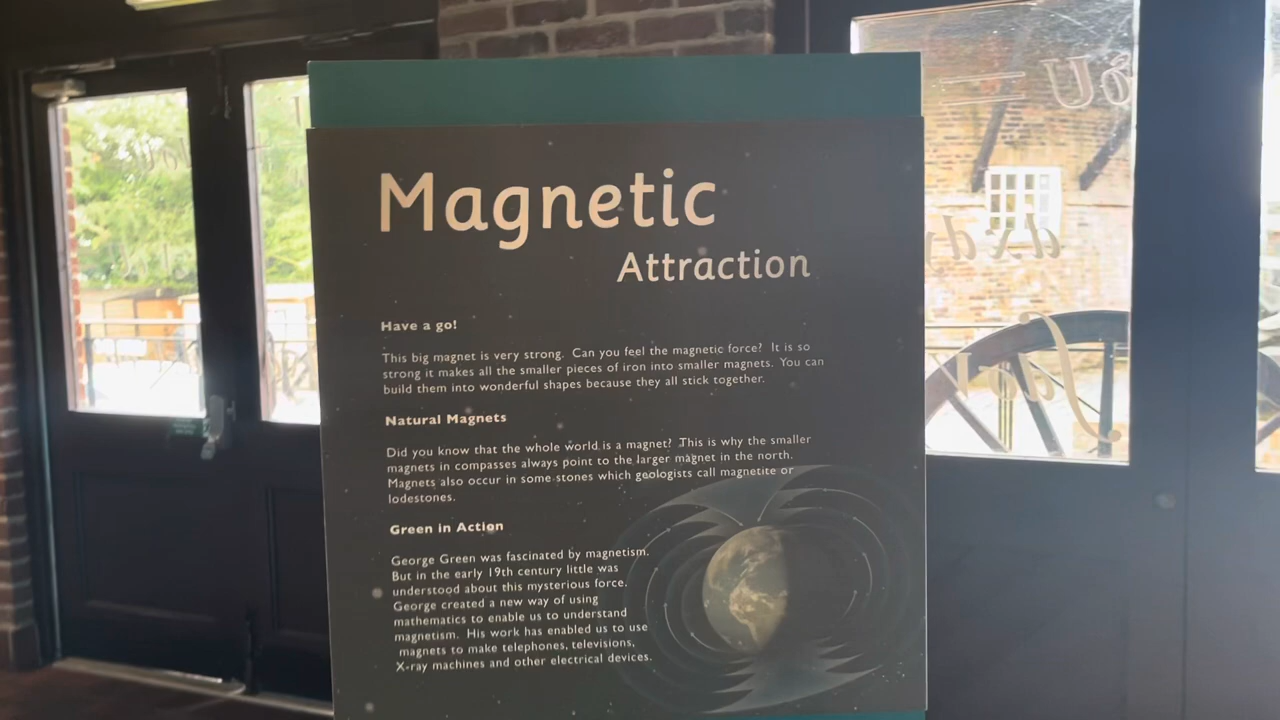 Magnetic
Attraction
Have a go!
This big magnet is very strong. Can you feel the magnetic force? It is so
strong it makes all the smaller pieces of iron into smaller magnets. You can
build them into wonderful shapes because they all stick together.
Natural Magnets
Did you know that the whole world is a magnet? This is why the smaller
magnets in compasses always point to the larger magnet in the north.
Magnets also occur in some stones which geologists call magnetite or
lodestones.
Green in Action
George Green was fascinated by magnetism.
But in the early 19th century little was
understood about this mysterious force.
George created a new way of using
mathematics to enable us to understand
magnetism. His work has enabled us to use
magnets to make telephones, televisions,
X-ray machines and other electrical devices.